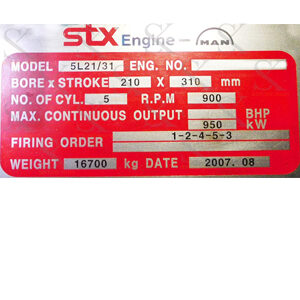 STX Engine - MAN
MODEL 5L21/31 ENG. NO.
BORE x STROKE 210 X 310 mm
NO. OF CYL. 5 R.P.M 900
MAX. CONTINUOUS OUTPUT BHP
950 kW
FIRING ORDER 1-2-4-5-3
WEIGHT 16700 kg DATE 2007. 08